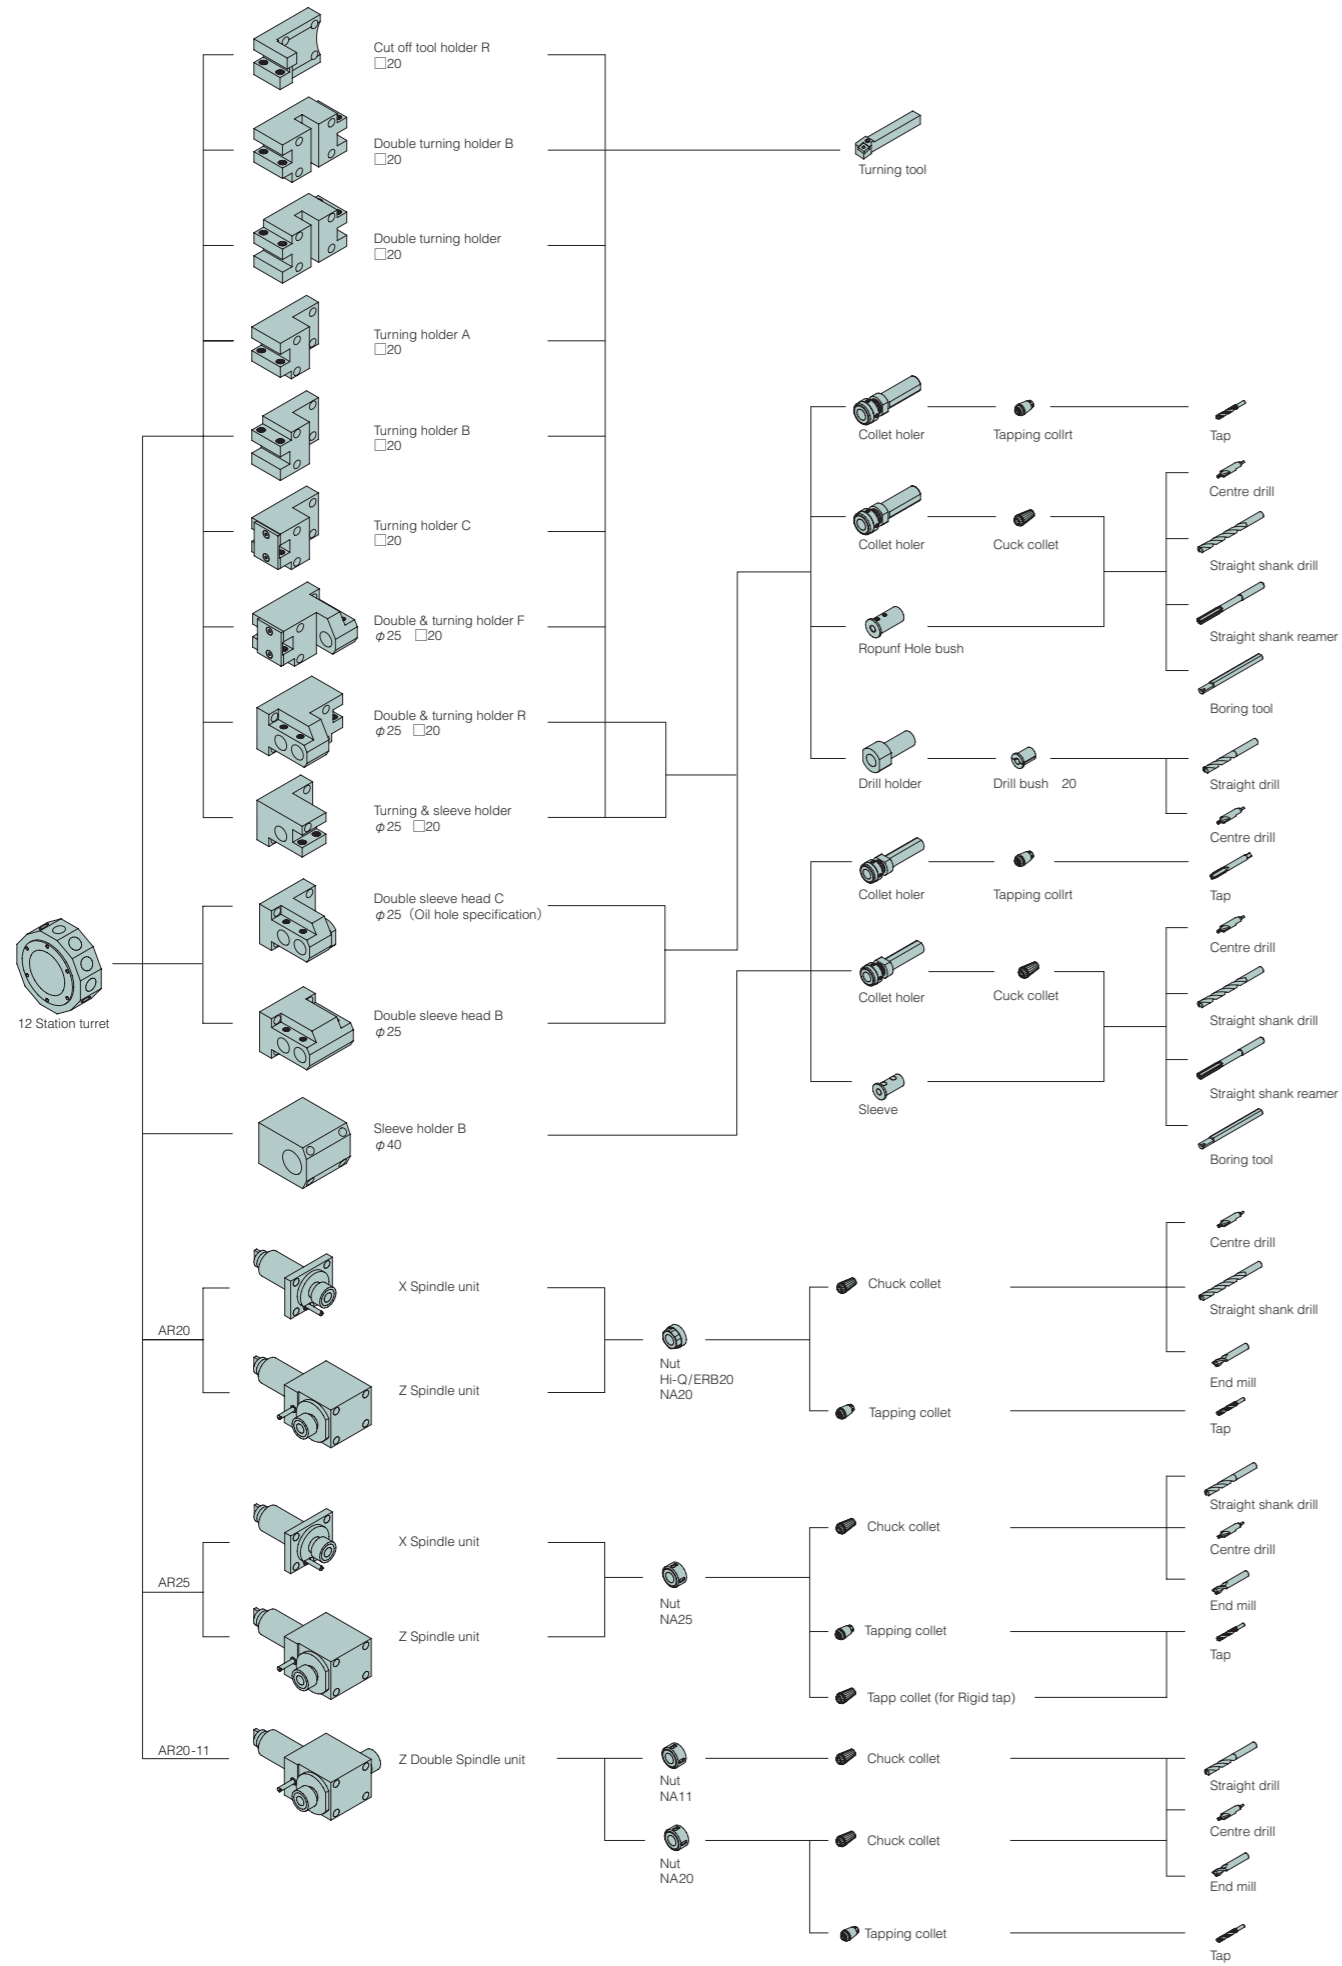 Cut off tool holder R
□20
Double turning holder B
□20
Turning tool
Double turning holder
□20
Turning holder A
□20
Turning holder B
□20
Collet holer
Tapping collrt
Tap
Centre drill
Turning holder C
□20
Collet holer
Cuck collet
Straight shank drill
Double & turning holder F
φ25 □20
Straight shank reamer
Ropunf Hole bush
Boring tool
Double & turning holder R
φ25 □20
Drill holder
Drill bush 20
Straight drill
Turning & sleeve holder
φ25 □20
Centre drill
Double sleeve head C
φ25 (Oil hole specification)
Collet holer
Tapping collrt
Tap
Centre drill
12 Station turret
Double sleeve head B
φ25
Collet holer
Cuck collet
Straight shank drill
Straight shank reamer
Sleeve
Sleeve holder B
φ40
Boring tool
Centre drill
X Spindle unit
Chuck collet
Straight shank drill
AR20
Nut
Hi-Q/ERB20
NA20
Z Spindle unit
End mill
Tapping collet
Tap
Straight shank drill
X Spindle unit
Chuck collet
Centre drill
AR25
Nut
NA25
End mill
Z Spindle unit
Tapping collet
Tap
Tapp collet (for Rigid tap)
AR20-11
Z Double Spindle unit
Nut
NA11
Chuck collet
Straight drill
Centre drill
Nut
NA20
Chuck collet
End mill
Tapping collet
Tap